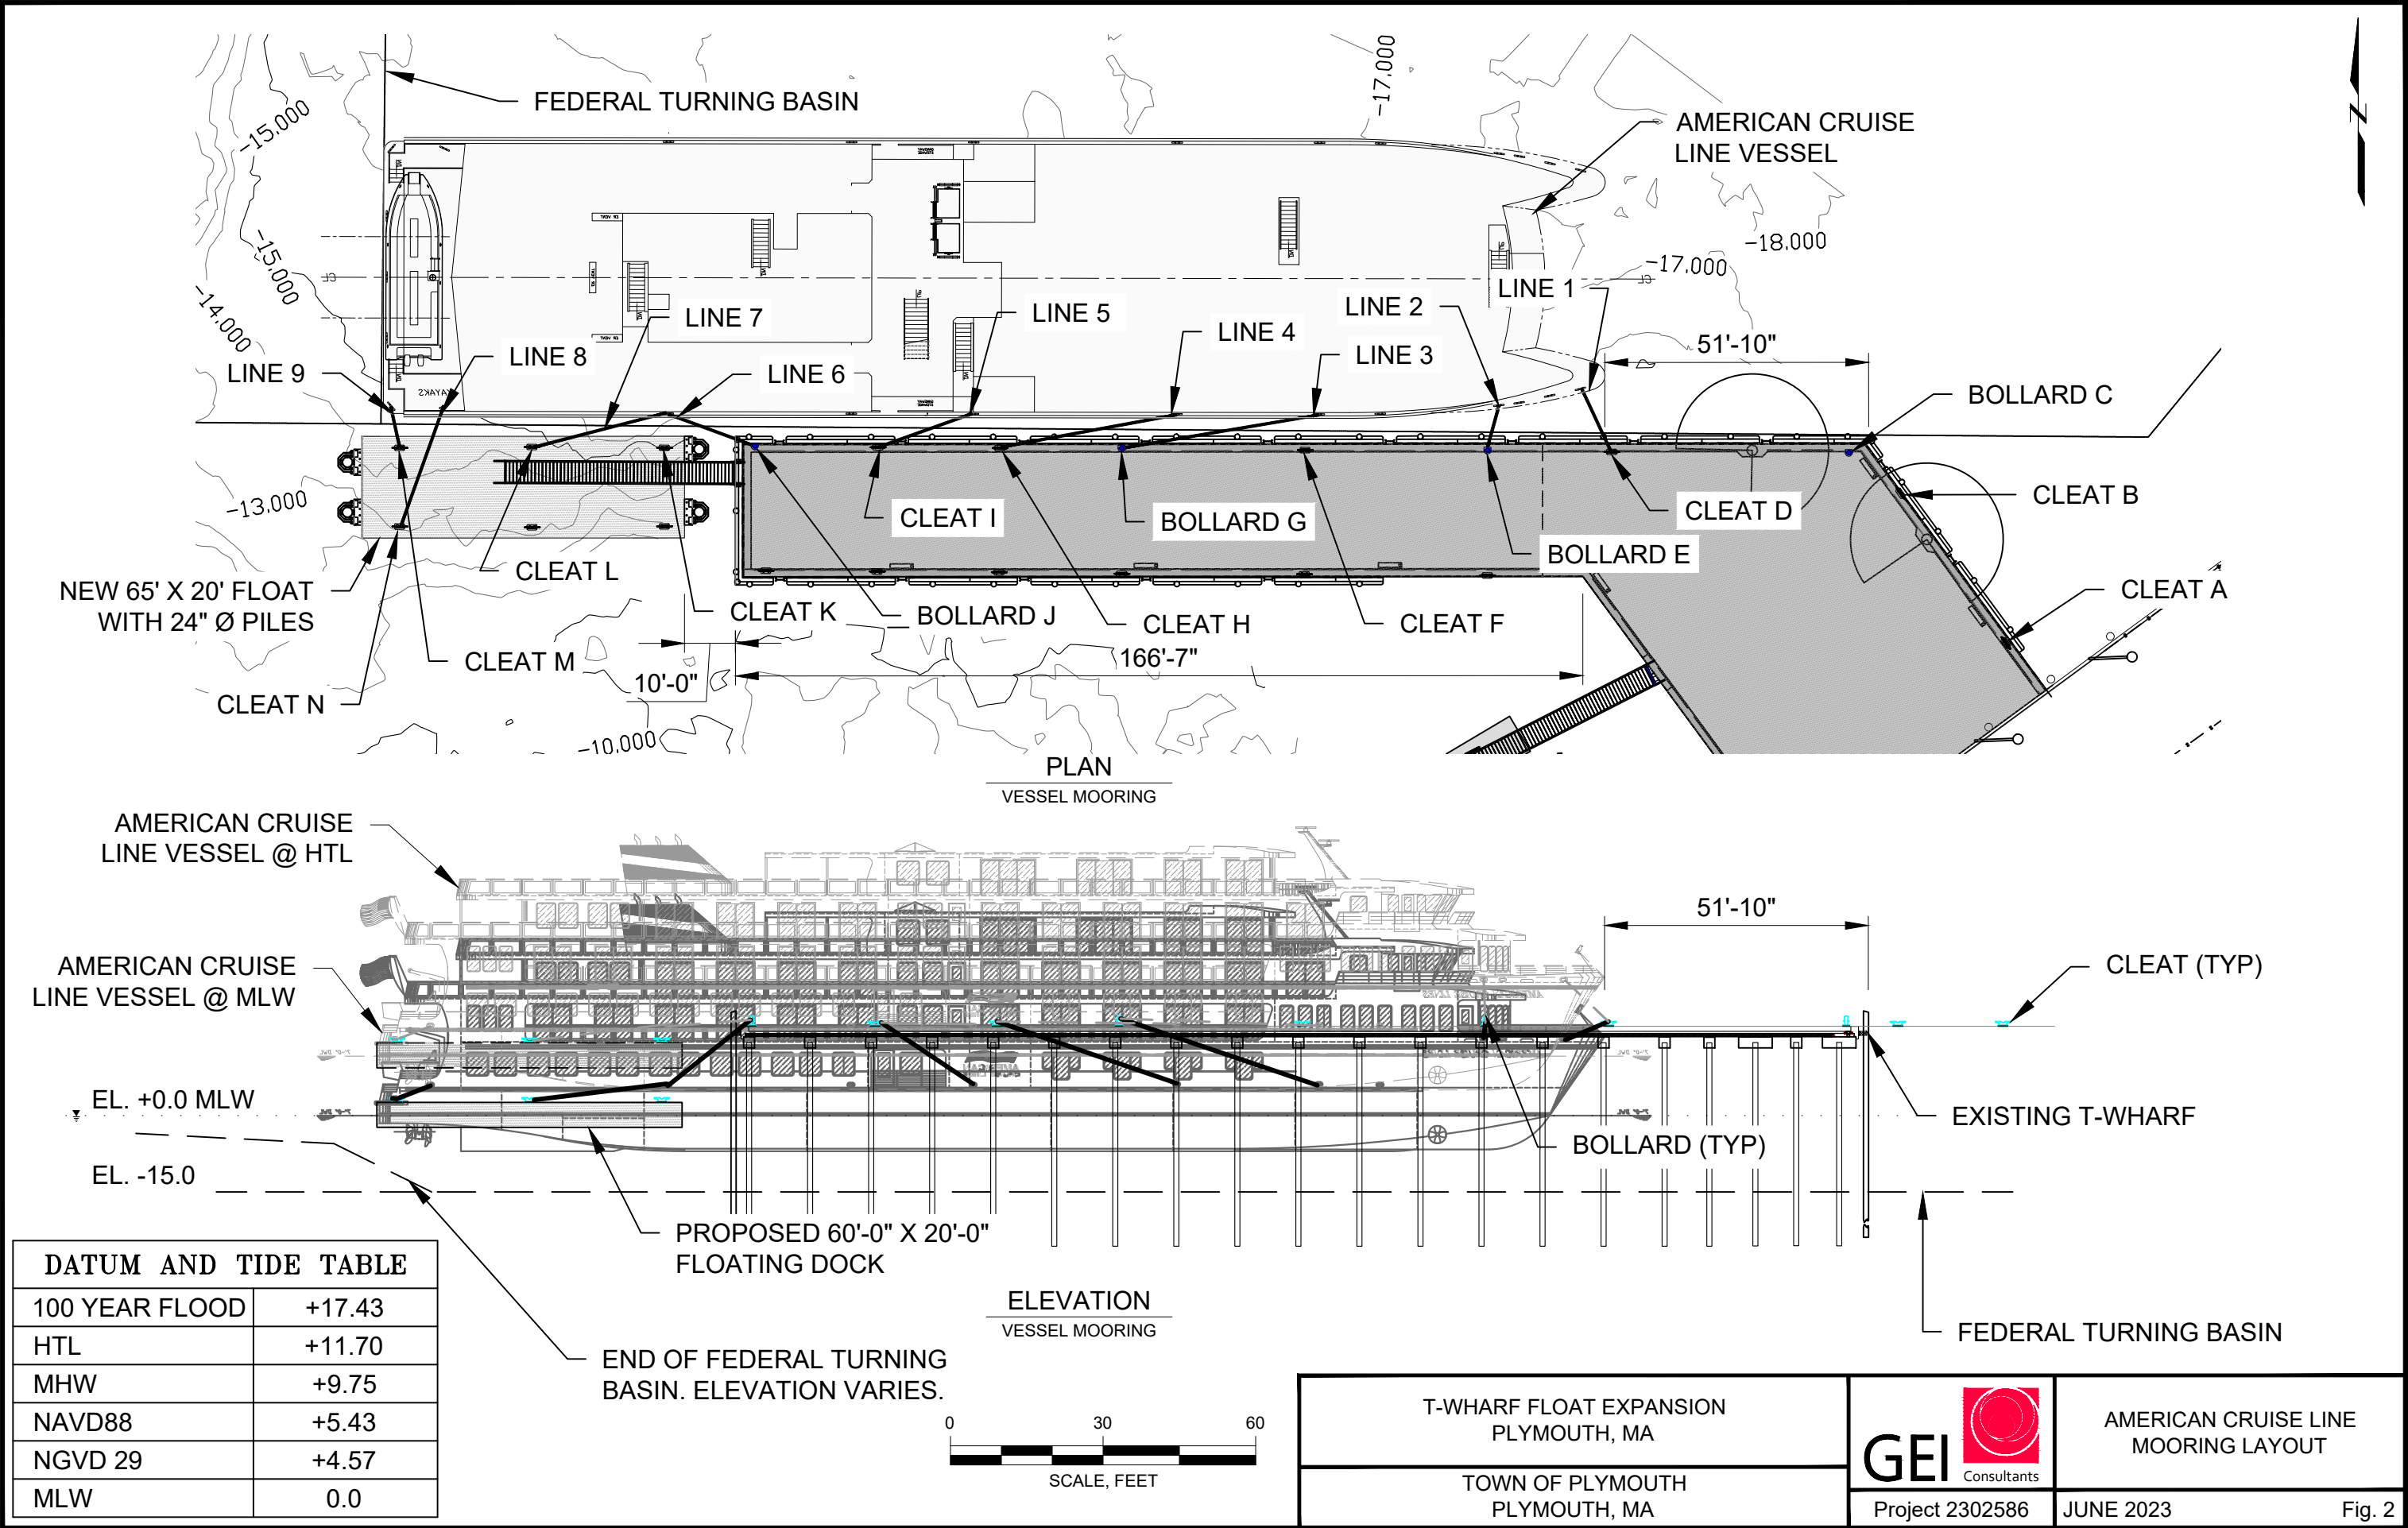 FEDERAL TURNING BASIN
-15.000
-17.000
AMERICAN CRUISE
LINE VESSEL
-15.000
-18.000
-17.000
-14.000
LINE 1
LINE 2
LINE 5
LINE 7
LINE 4
LINE 3
51'-10"
LINE 8
LINE 9
LINE 6
KAYAKS
BOLLARD C
-13.000
CLEAT I
BOLLARD G
CLEAT D
CLEAT B
BOLLARD E
CLEAT L
NEW 65' X 20' FLOAT
WITH 24" Ø PILES
CLEAT K
BOLLARD J
CLEAT H
CLEAT F
CLEAT A
CLEAT M
166'-7"
10'-0"
CLEAT N
-10.000
N
PLAN
VESSEL MOORING
AMERICAN CRUISE
LINE VESSEL @ HTL
51'-10"
AMERICAN CRUISE
LINE VESSEL @ MLW
CLEAT (TYP)
EL. +0.0 MLW
EXISTING T-WHARF
BOLLARD (TYP)
EL. -15.0
PROPOSED 60'-0" X 20'-0"
FLOATING DOCK
ELEVATION
VESSEL MOORING
FEDERAL TURNING BASIN
END OF FEDERAL TURNING
BASIN. ELEVATION VARIES.
DATUM AND TIDE TABLE
100 YEAR FLOOD +17.43
HTL +11.70
MHW +9.75
NAVD88 +5.43
NGVD 29 +4.57
MLW 0.0
0 30 60
SCALE, FEET
T-WHARF FLOAT EXPANSION
PLYMOUTH, MA
TOWN OF PLYMOUTH
PLYMOUTH, MA
GEI
Consultants
Project 2302586
AMERICAN CRUISE LINE
MOORING LAYOUT
JUNE 2023
Fig. 2